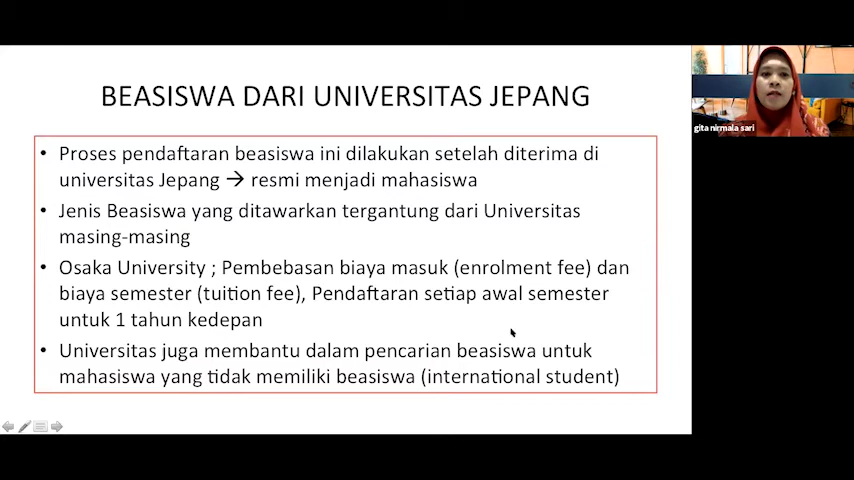 BEASISWA DARI UNIVERSITAS JEPANG
• Proses pendaftaran beasiswa ini dilakukan setelah diterima di
universitas Jepang → resmi menjadi mahasiswa
• Jenis Beasiswa yang ditawarkan tergantung dari Universitas
masing-masing
• Osaka University ; Pembebasan biaya masuk (enrolment fee) dan
biaya semester (tuition fee), Pendaftaran setiap awal semester
untuk 1 tahun kedepan
• Universitas juga membantu dalam pencarian beasiswa untuk
mahasiswa yang tidak memiliki beasiswa (international student)
gita nirmala sari